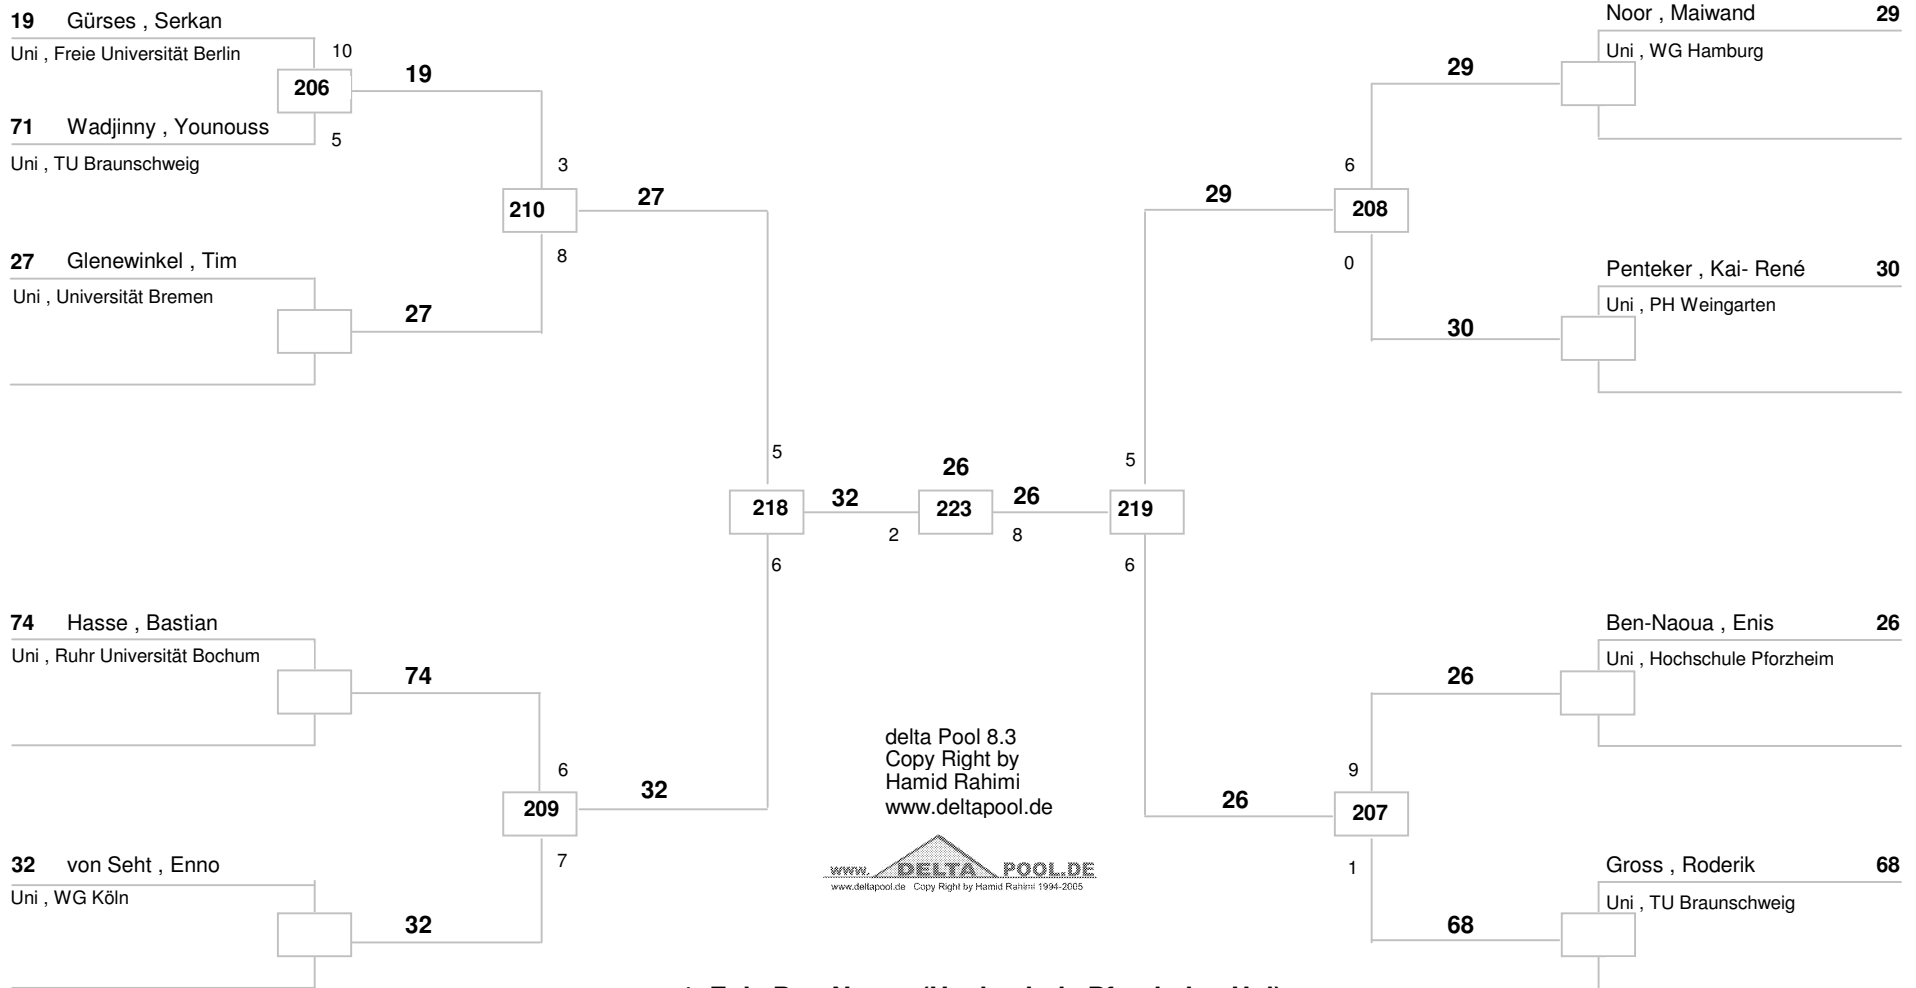 19 Gürses , Serkan
Uni , Freie Universität Berlin
10
206
19
71 Wadjinny , Younouss
5
Uni , TU Braunschweig
3
210
27
8
27 Glenewinkel , Tim
Uni , Universität Bremen
27
5
218
32
6
74 Hasse , Bastian
Uni , Ruhr Universität Bochum
74
6
209
32
7
32 von Seht , Enno
Uni , WG Köln
32
26
223
2
8
26
Noor , Maiwand 29
Uni , WG Hamburg
29
6
208
29
0
Penteker , Kai- René 30
Uni , PH Weingarten
30
5
219
6
Ben-Naoua , Enis 26
Uni , Hochschule Pforzheim
26
9
207
26
1
Gross , Roderik 68
Uni , TU Braunschweig
68
delta Pool 8.3
Copy Right by
Hamid Rahimi
www.deltapool.de
www. DELTA POOL.DE
www.deltapool.de Copy Right by Hamid Rahimi 1994-2005